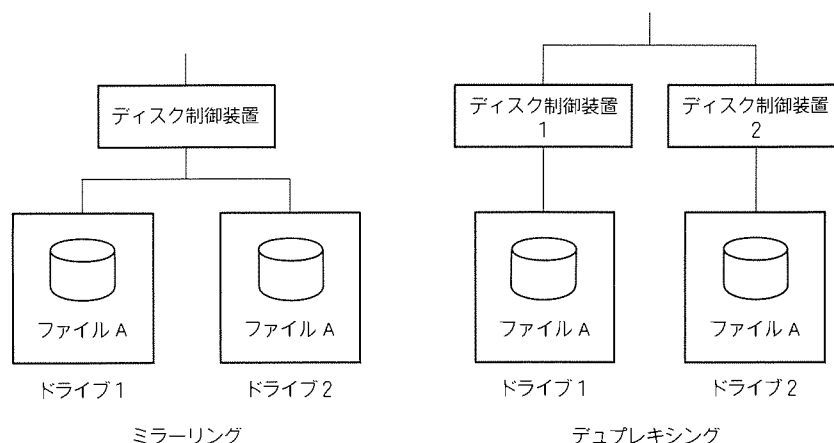 ディスク制御装置
ファイル A
ファイル A
ドライブ 1
ドライブ 2
ミラーリング
ディスク制御装置
1
ディスク制御装置
2
ファイル A
ファイル A
ドライブ 1
ドライブ 2
デュプレキシング